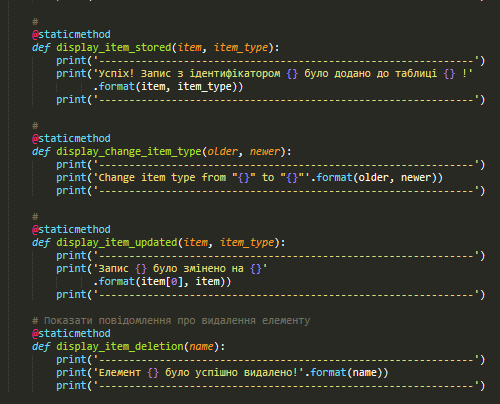 #
@staticmethod
def display_item_stored(item, item_type):
print('--------------------------------------------------------------')
print('Успіх! Запис з ідентифікатором {} було додано до таблиці {} !'
.format(item, item_type))
print('--------------------------------------------------------------')
#
@staticmethod
def display_change_item_type(older, newer):
print('--------------------------------------------------------------')
print('Change item type from "{}" to "{}"'.format(older, newer))
print('--------------------------------------------------------------')
#
@staticmethod
def display_item_updated(item, item_type):
print('--------------------------------------------------------------')
print('Запис {} було змінено на {}'
.format(item[0], item))
print('--------------------------------------------------------------')
# Показати повідомлення про видалення елементу
@staticmethod
def display_item_deletion(name):
print('--------------------------------------------------------------')
print('Елемент {} було успішно видалено!'.format(name))
print('--------------------------------------------------------------')